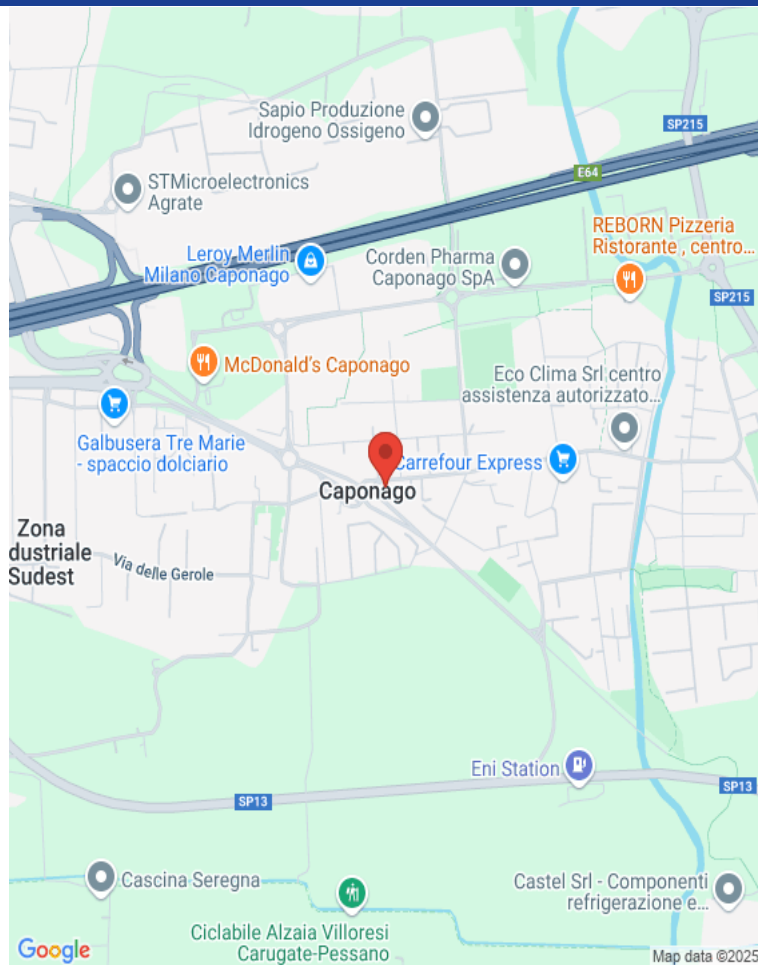 Sapio Produzione
Idrogeno Ossigeno
SP215
E64
STMicroelectronics
Agrate
REBORN Pizzeria
Ristorante , centro...
Leroy Merlin
Milano Caponago
Corden Pharma
Caponago SpA
SP215
McDonald's Caponago
Eco Clima Srl centro
assistenza autorizzato...
Galbusera Tre Marie
- spaccio dolciario
Carrefour Express
Caponago
Zona
dustriale
Sudest
Via delle Gerole
Eni Station
SP13
SP13
Cascina Seregna
Castel Srl - Componenti
refrigerazione e...
Ciclabile Alzaia Villoresi
Carugate-Pessano
Google
Map data ©2025